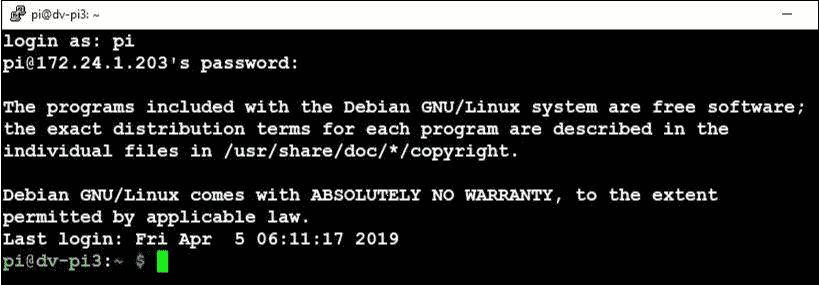 pi@dv-pi3: ~
login as: pi
pi@172.24.1.203's password:
The programs included with the Debian GNU/Linux system are free software;
the exact distribution terms for each program are described in the
individual files in /usr/share/doc/*/copyright.
Debian GNU/Linux comes with ABSOLUTELY NO WARRANTY, to the extent
permitted by applicable law.
Last login: Fri Apr  5 06:11:17 2019
pi@dv-pi3:~ $